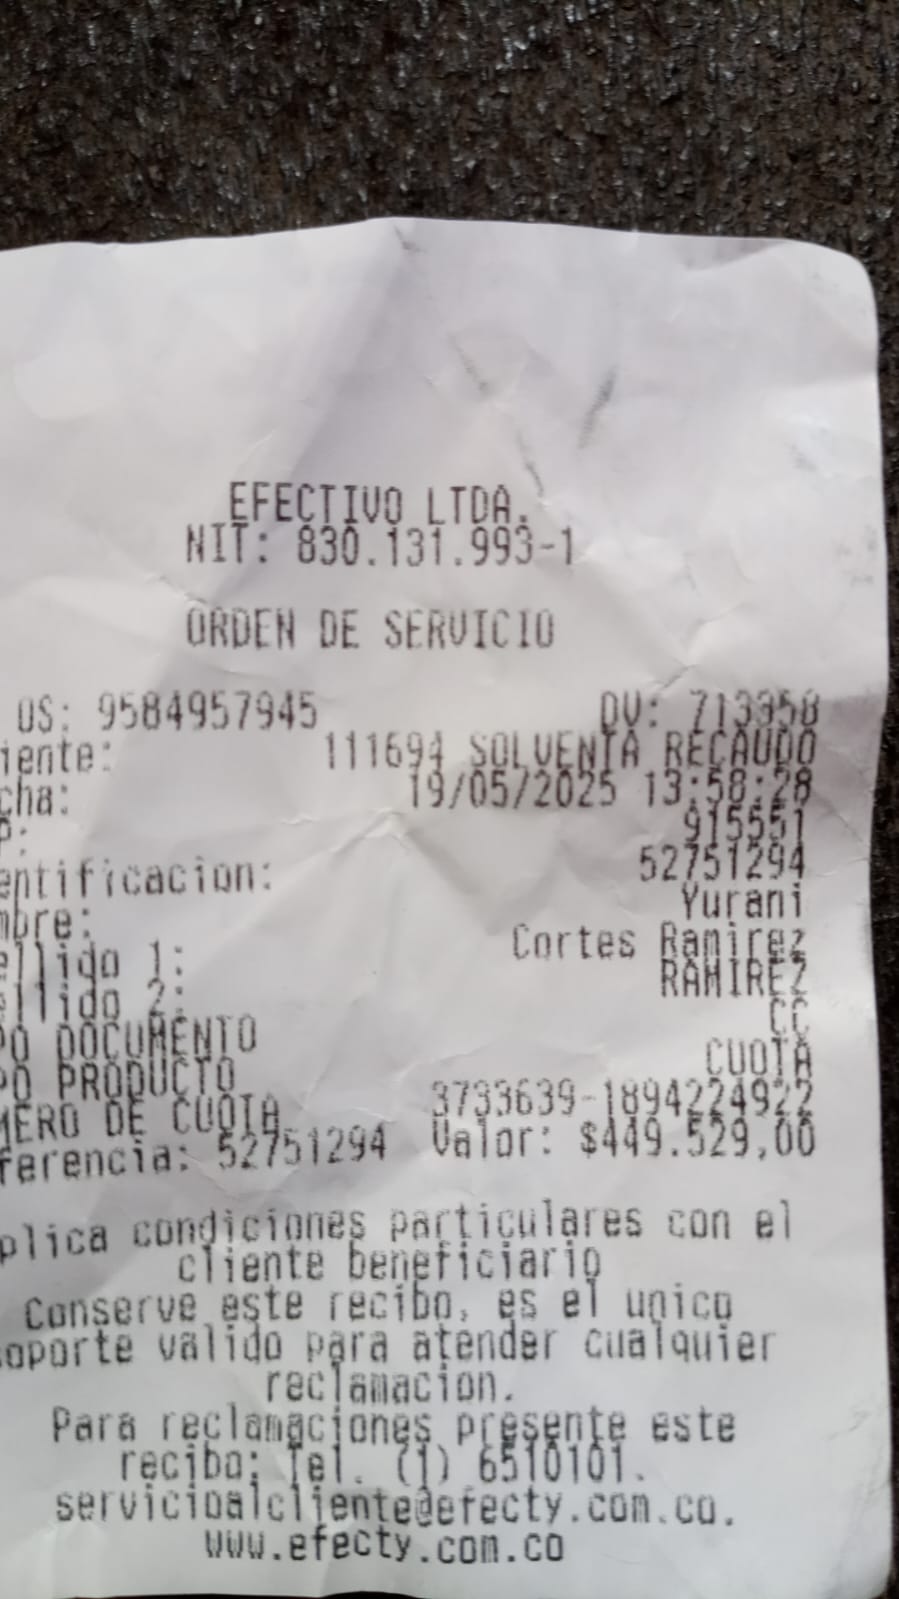 EFECTIVO LTDA.
NIT: 830.131.993-1
ORDEN DE SERVICIO
OS: 9584957945 DV: 713358
iente: 111694 SOLVENTA RECAUDO
cha: 19/05/2025 13:58:28
P: 915551
entificacion: 52751294
mbre: Yurani
ellido 1: Cortes Ramirez
ellido 2: RAMIREZ
PO DOCUMENTO CC
PO PRODUCTO CUOTA
MERO DE CUOTA 3733639-1894224922
ferencia: 52751294 Valor: $449.529,00
plica condiciones particulares con el
cliente beneficiario
Conserve este recibo, es el unico
soporte valido para atender cualquier
reclamacion.
Para reclamaciones presente este
recibo: Tel. (1) 6510101.
servicioalcliente@efecty.com.co.
www.efecty.com.co